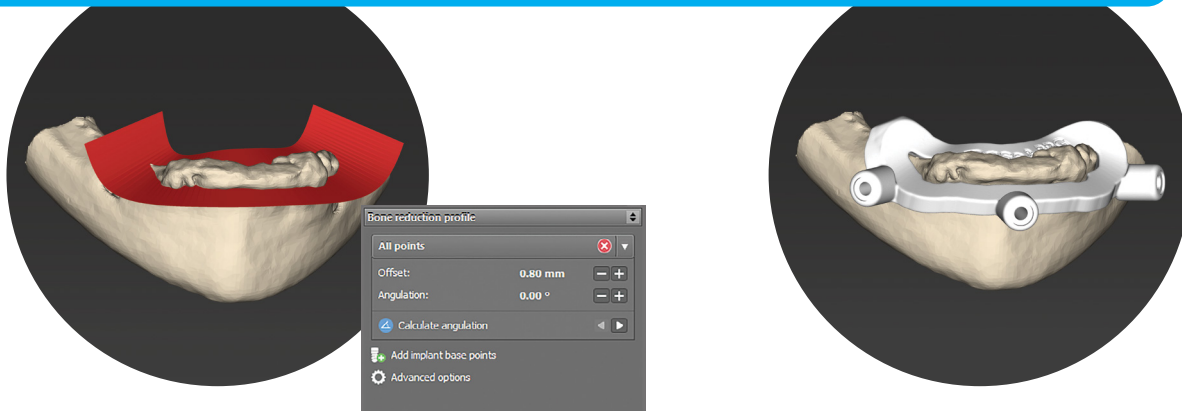 Bone reduction profile
All points
Offset: 0.80 mm
Angulation: 0.00 °
Calculate angulation
Add implant base points
Advanced options